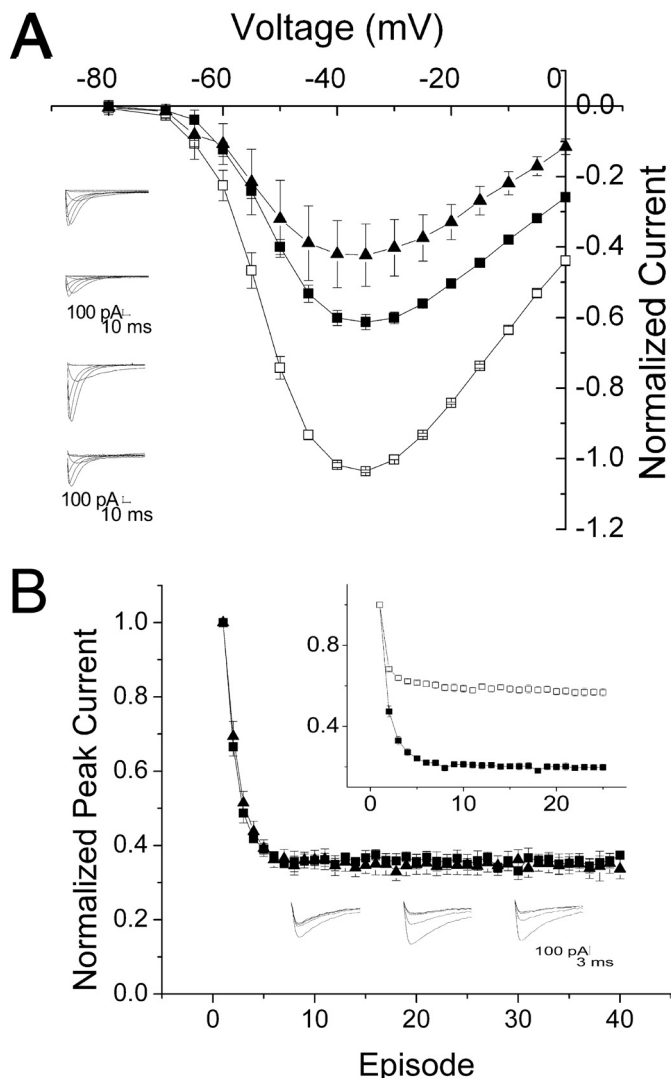 A
Voltage (mV)
-80 -60 -40 -20 0
0.0
-0.2
-0.4
-0.6
-0.8
-1.0
-1.2
Normalized Current
100 pA
10 ms
100 pA
10 ms
B
Normalized Peak Current
1.0
0.8
0.6
0.4
0.2
0.0
0.8
0.4
0 10 20
100 pA
3 ms
0 10 20 30 40
Episode